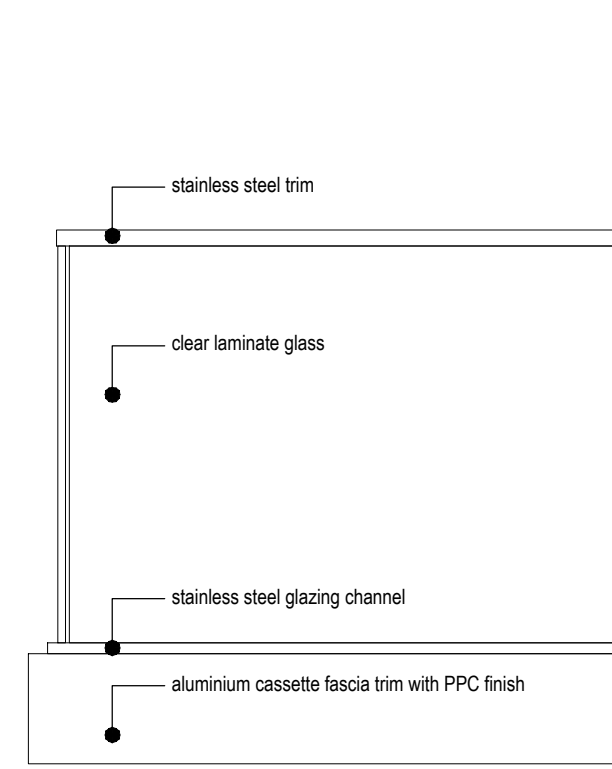 stainless steel trim
clear laminate glass
stainless steel glazing channel
aluminium cassette fascia trim with PPC finish